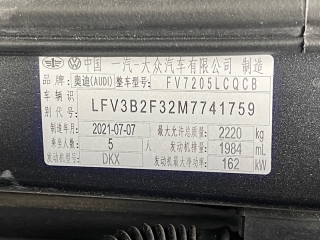 中国 一汽-大众汽车有限公司 制造
品牌: 奥迪(AUDI) 整车型号: FV7205LCQCB
车辆识别代号: LFV3B2F32M7741759
制造年月: 2021-07-07 最大允许总质量: 2220 kg
乘坐人数: 5 人 发动机排量: 1984 mL
发动机型号: DKX 发动机最大净功率: 162 kW